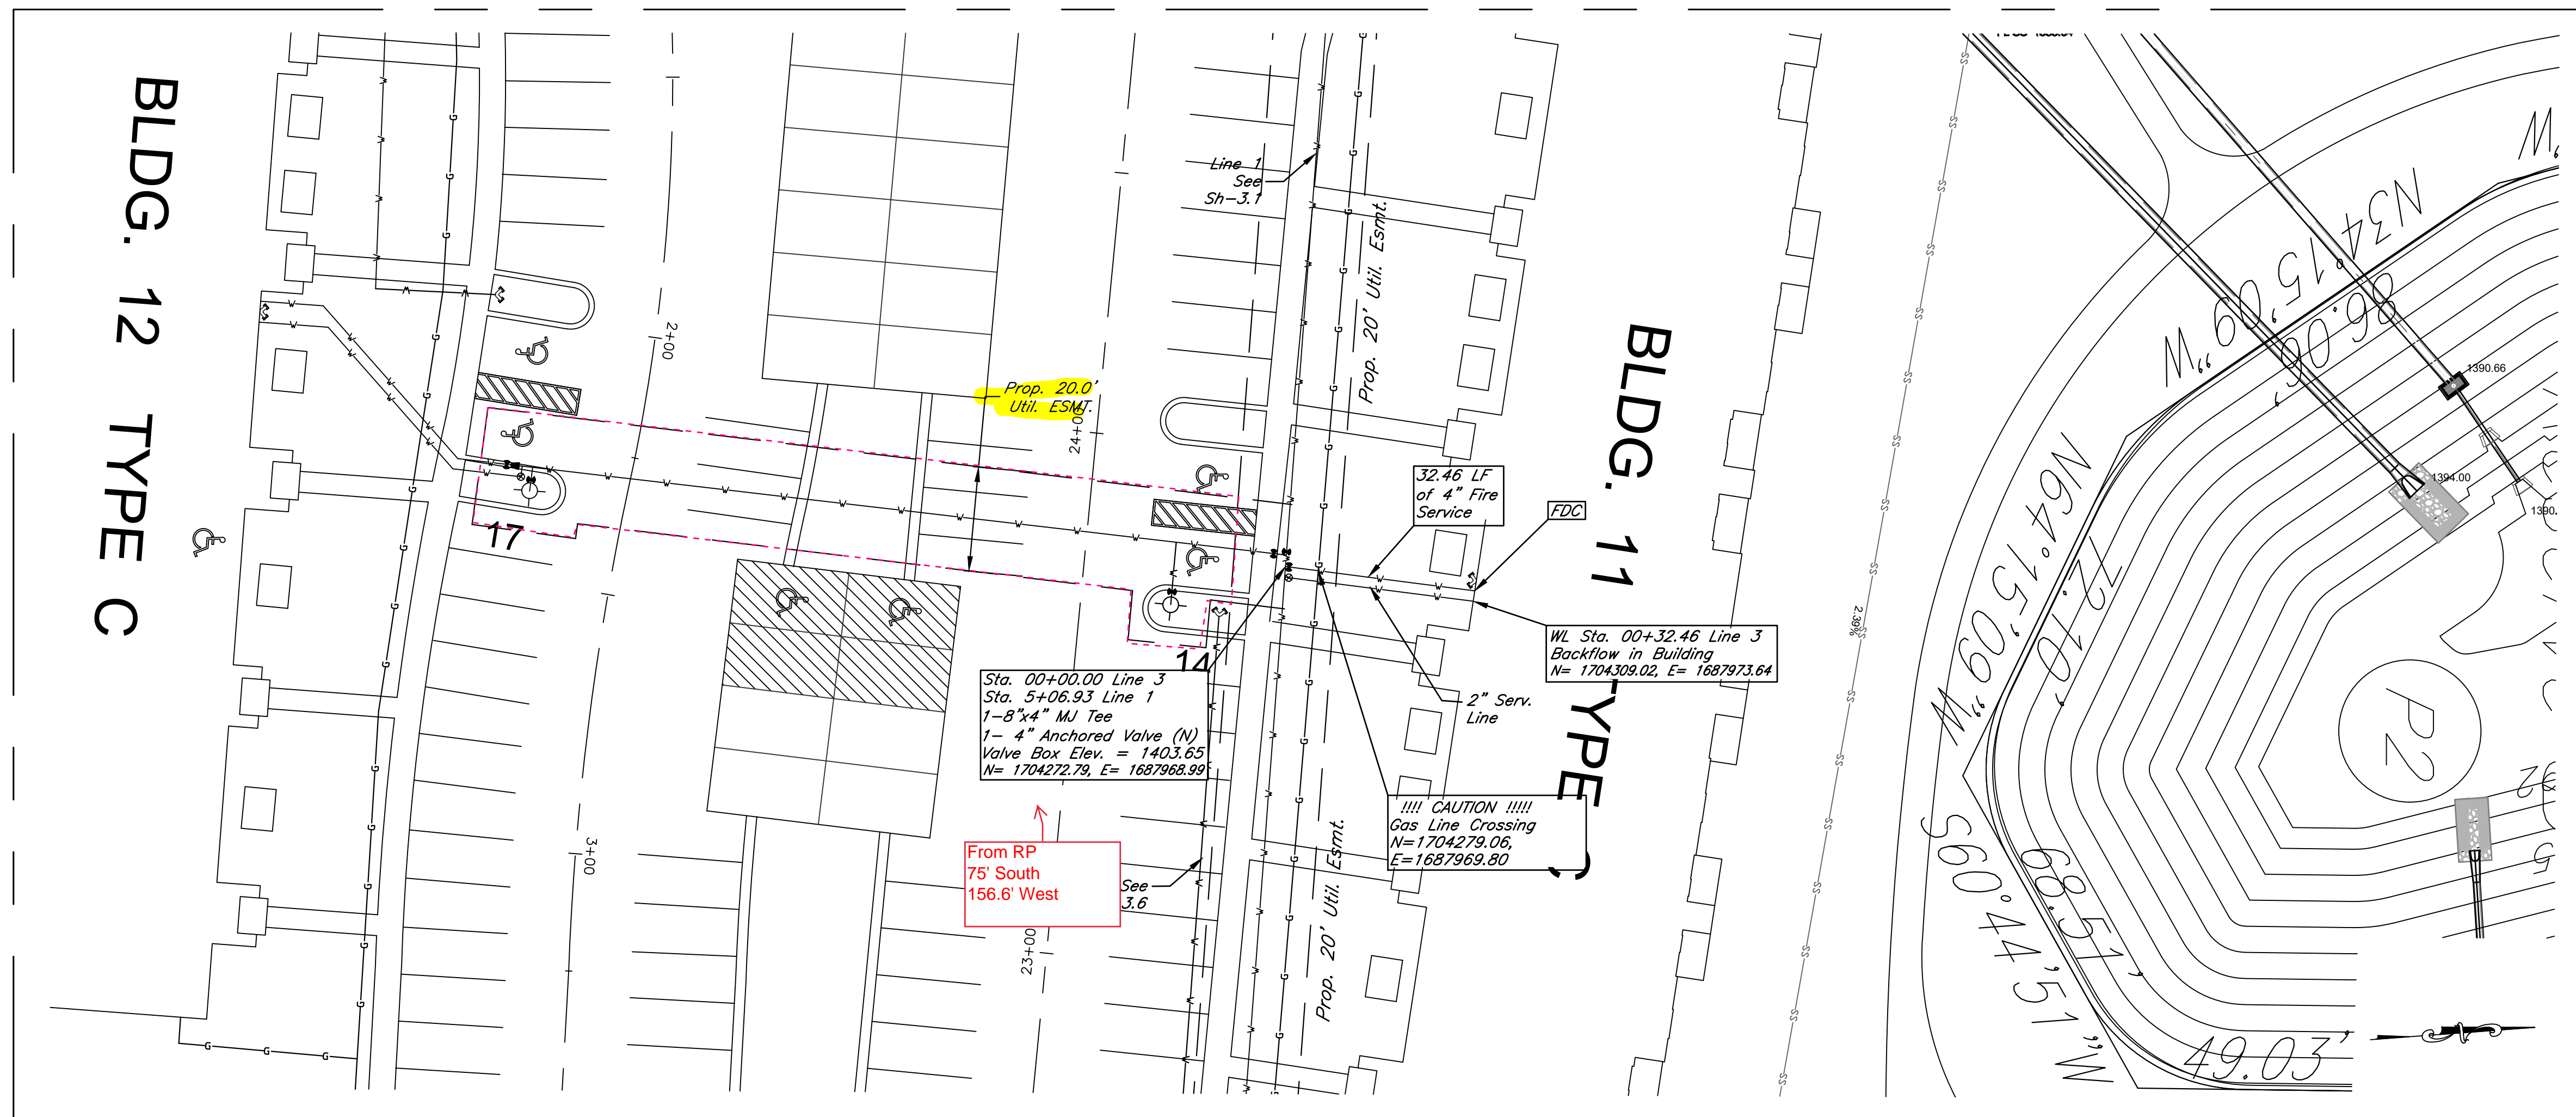 BLDG. 12 TYPE C
Line 1
See
Sh-3.1
Prop. 20' Util. Esmt.
2+00
Prop. 20.0'
Util. ESMT.
24+00
BLDG. 11
TYPE
32.46 LF
of 4" Fire
Service
FDC
17
14
WL Sta. 00+32.46 Line 3
Backflow in Building
N= 1704309.02, E= 1687973.64
Sta. 00+00.00 Line 3
Sta. 5+06.93 Line 1
1-8"x4" MJ Tee
1- 4" Anchored Valve (N)
Valve Box Elev. = 1403.65
N= 1704272.79, E= 1687968.99
2" Serv.
Line
!!!! CAUTION !!!!!
Gas Line Crossing
N=1704279.06,
E=1687969.80
From RP
75' South
156.6' West
See
3.6
3+00
23+00
Prop. 20' Util. Esmt.
2.39%
N34°15'09"W
86.06'
1390.66
1394.00
1390.
N64°15'09"W
72.10'
P2
S60°44'51"W
68.51'
49.03'